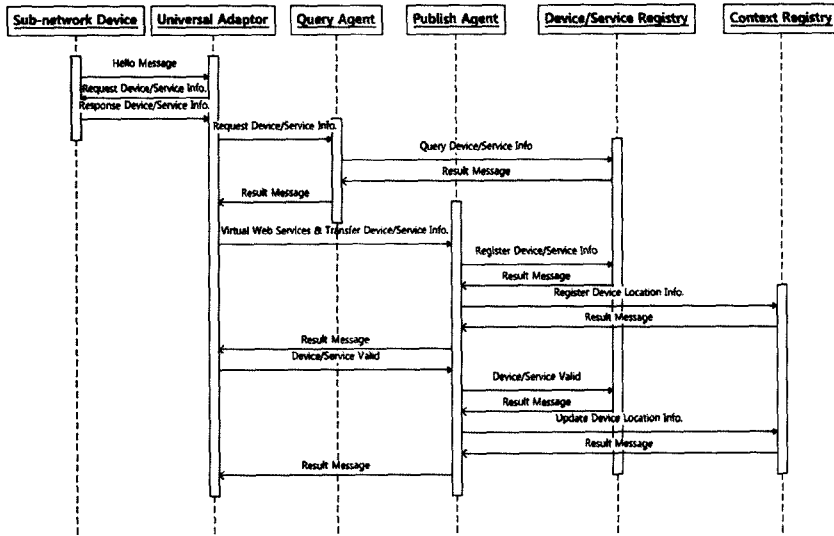 Sub-network Device
Universal Adaptor
Query Agent
Publish Agent
Device/Service Registry
Context Registry
Hello Message
Request Device/Service Info.
Response Device/Service Info.
Request Device/Service Info.
Query Device/Service Info
Result Message
Result Message
Virtual Web Services & Transfer Device/Service Info.
Register Device/Service Info
Result Message
Register Device Location Info.
Result Message
Result Message
Device/Service Valid
Device/Service Valid
Result Message
Update Device Location Info.
Result Message
Result Message